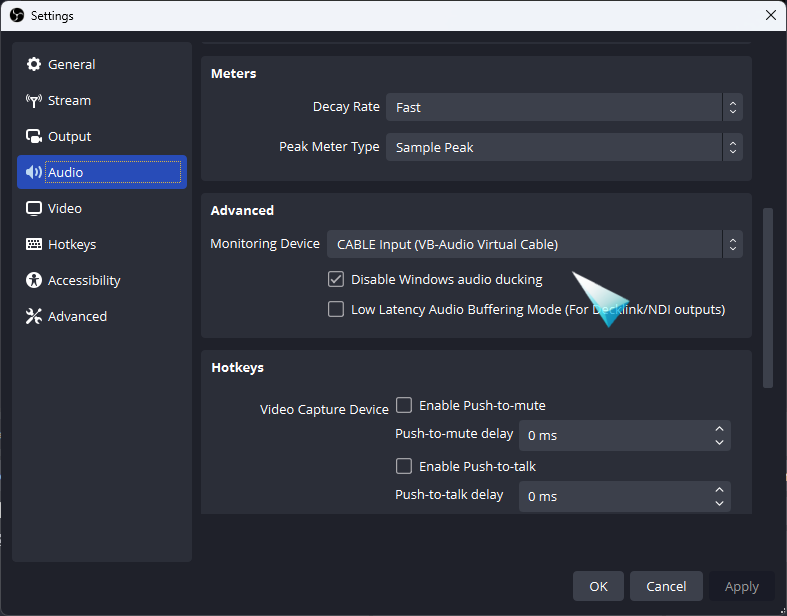 Settings
General
Stream
Output
Audio
Video
Hotkeys
Accessibility
Advanced
Meters
Decay Rate Fast
Peak Meter Type Sample Peak
Advanced
Monitoring Device CABLE Input (VB-Audio Virtual Cable)
Disable Windows audio ducking
Low Latency Audio Buffering Mode (For Decklink/NDI outputs)
Hotkeys
Video Capture Device Enable Push-to-mute
Push-to-mute delay 0 ms
Enable Push-to-talk
Push-to-talk delay 0 ms
OK Cancel Apply